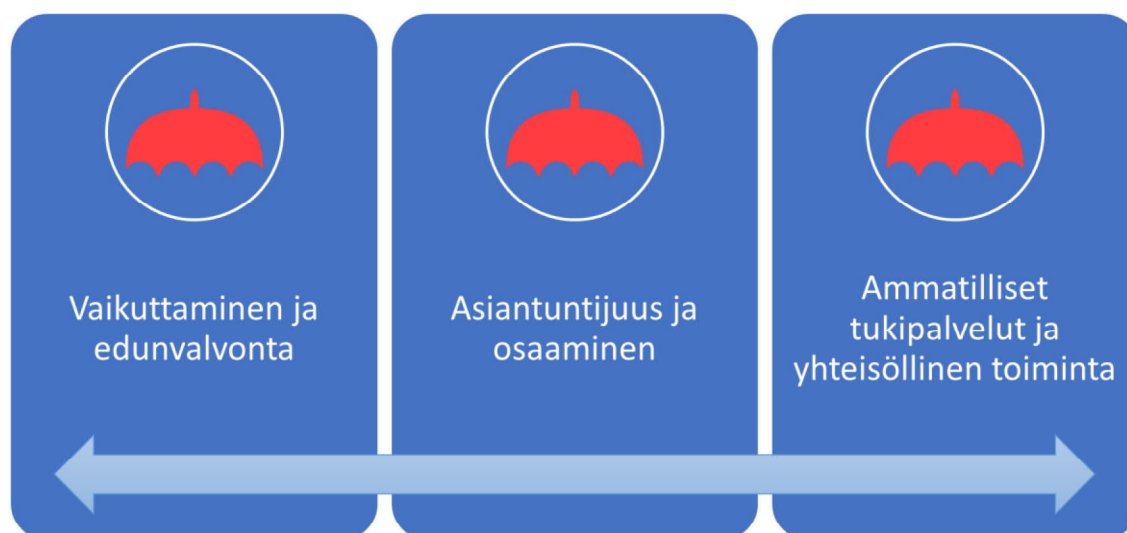 Vaikuttaminen ja
edunvalvonta
Asiantuntijuus ja
osaaminen
Ammatilliset
tukipalvelut ja
yhteisöllinen toiminta